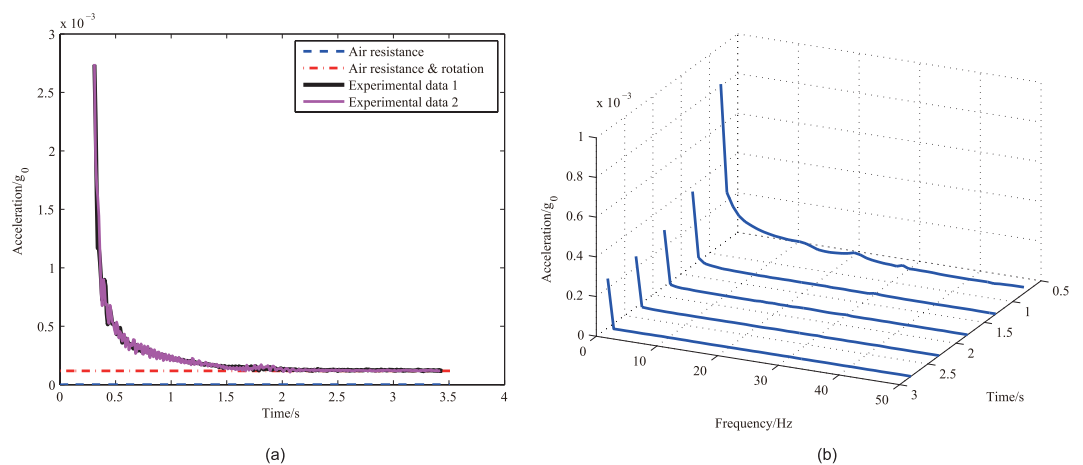 x 10⁻³
3
2.5
2
1.5
1
0.5
0
Acceleration/g₀
0 0.5 1 1.5 2 2.5 3 3.5 4
Time/s
Air resistance
Air resistance & rotation
Experimental data 1
Experimental data 2
(a)
x 10⁻³
1
0.8
0.6
0.4
0.2
0
Acceleration/g₀
0 10 20 30 40 50
Frequency/Hz
0.5
1
1.5
2
2.5
3
Time/s
(b)